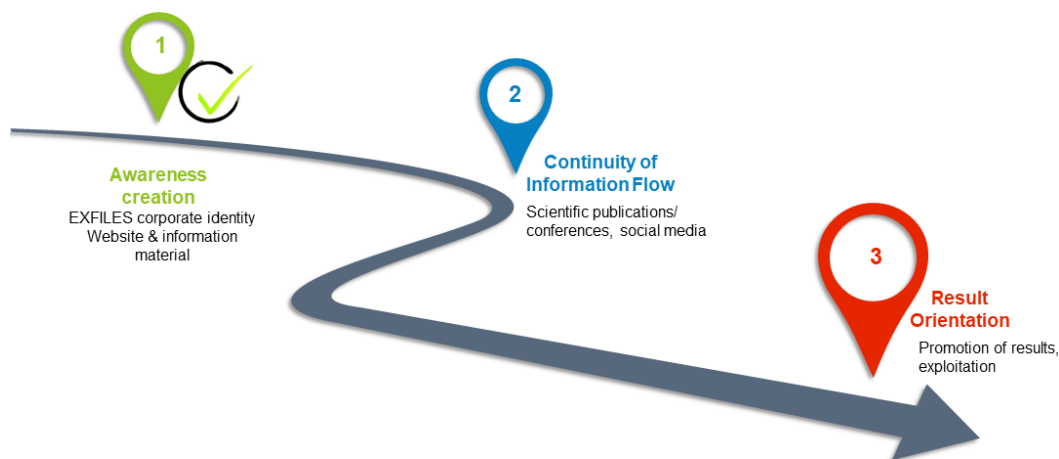 1
Awareness
creation
EXFILES corporate identity
Website & information
material
2
Continuity of
Information Flow
Scientific publications/
conferences, social media
3
Result
Orientation
Promotion of results,
exploitation